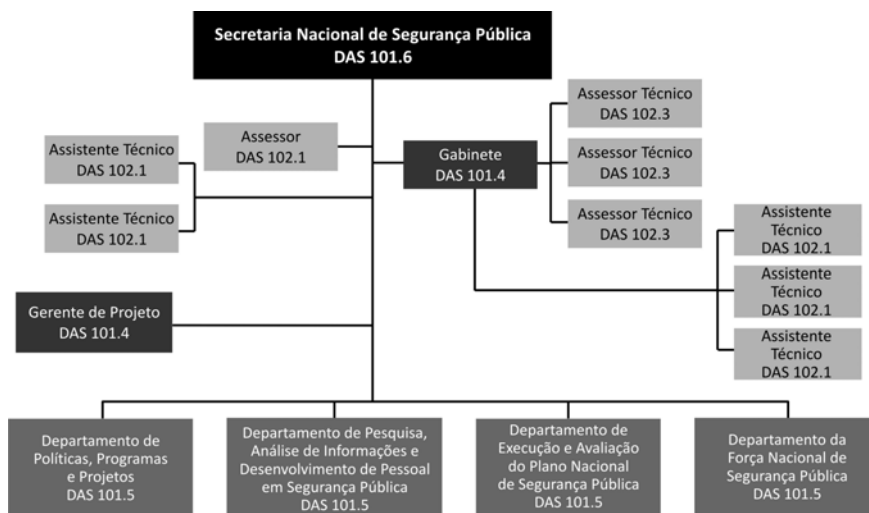 Secretaria Nacional de Segurança Pública
DAS 101.6
Assessor Técnico
DAS 102.3
Assessor
DAS 102.1
Assistente Técnico
DAS 102.1
Gabinete
DAS 101.4
Assessor Técnico
DAS 102.3
Assistente Técnico
DAS 102.1
Assessor Técnico
DAS 102.3
Assistente
Técnico
DAS 102.1
Assistente
Técnico
DAS 102.1
Gerente de Projeto
DAS 101.4
Assistente
Técnico
DAS 102.1
Departamento de
Políticas, Programas
e Projetos
DAS 101.5
Departamento de Pesquisa,
Análise de Informações e
Desenvolvimento de Pessoal
em Segurança Pública
DAS 101.5
Departamento de
Execução e Avaliação
do Plano Nacional
de Segurança Pública
DAS 101.5
Departamento da
Força Nacional de
Segurança Pública
DAS 101.5